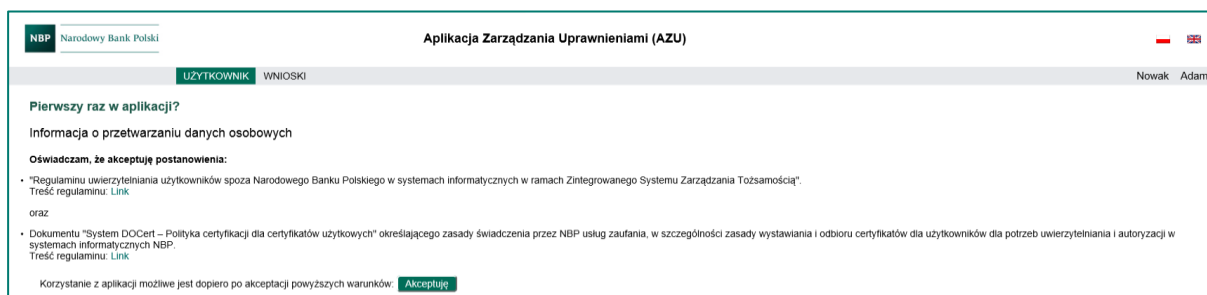 NBP Narodowy Bank Polski
Aplikacja Zarządzania Uprawnieniami (AZU)
UŻYTKOWNIK WNIOSKI Nowak Adam
Pierwszy raz w aplikacji?
Informacja o przetwarzaniu danych osobowych
Oświadczam, że akceptuję postanowienia:
• "Regulaminu uwierzytelniania użytkowników spoza Narodowego Banku Polskiego w systemach informatycznych w ramach Zintegrowanego Systemu Zarządzania Tożsamością".
Treść regulaminu: Link
oraz
• Dokumentu "System DOCert – Polityka certyfikacji dla certyfikatów użytkowych" określającego zasady świadczenia przez NBP usług zaufania, w szczególności zasady wystawiania i odbioru certyfikatów dla użytkowników dla potrzeb uwierzytelniania i autoryzacji w
systemach informatycznych NBP.
Treść regulaminu: Link
Korzystanie z aplikacji możliwe jest dopiero po akceptacji powyższych warunków: Akceptuję